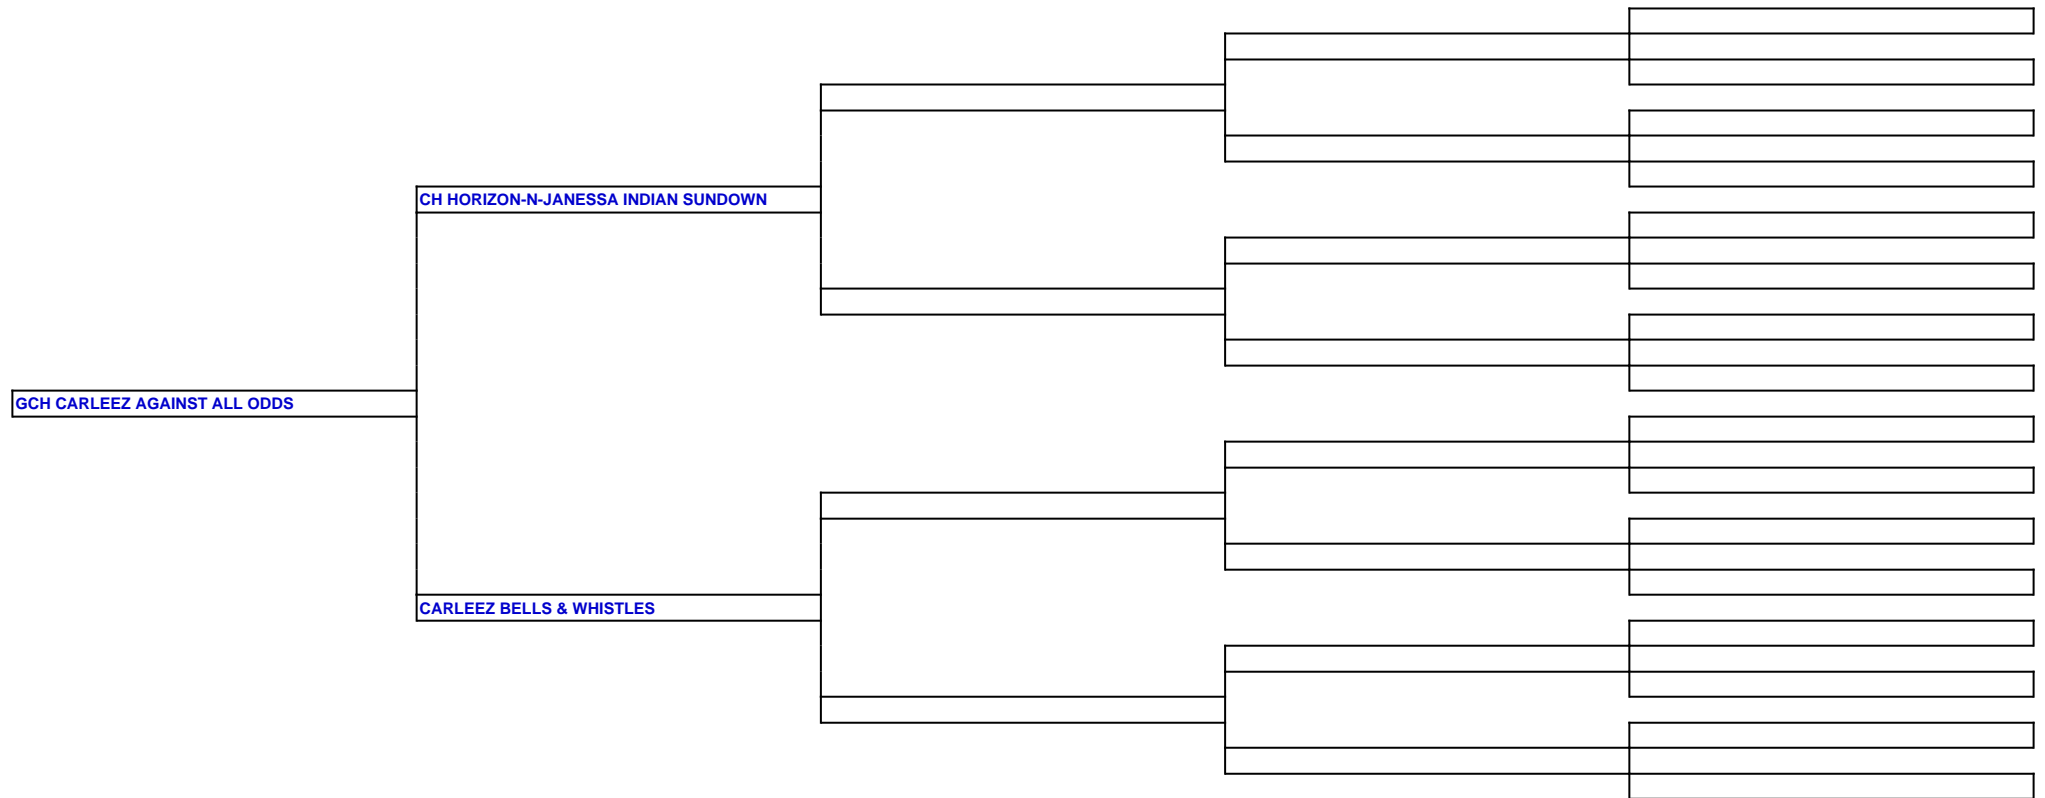 CH HORIZON-N-JANESSA INDIAN SUNDOWN
GCH CARLEEZ AGAINST ALL ODDS
CARLEEZ BELLS & WHISTLES